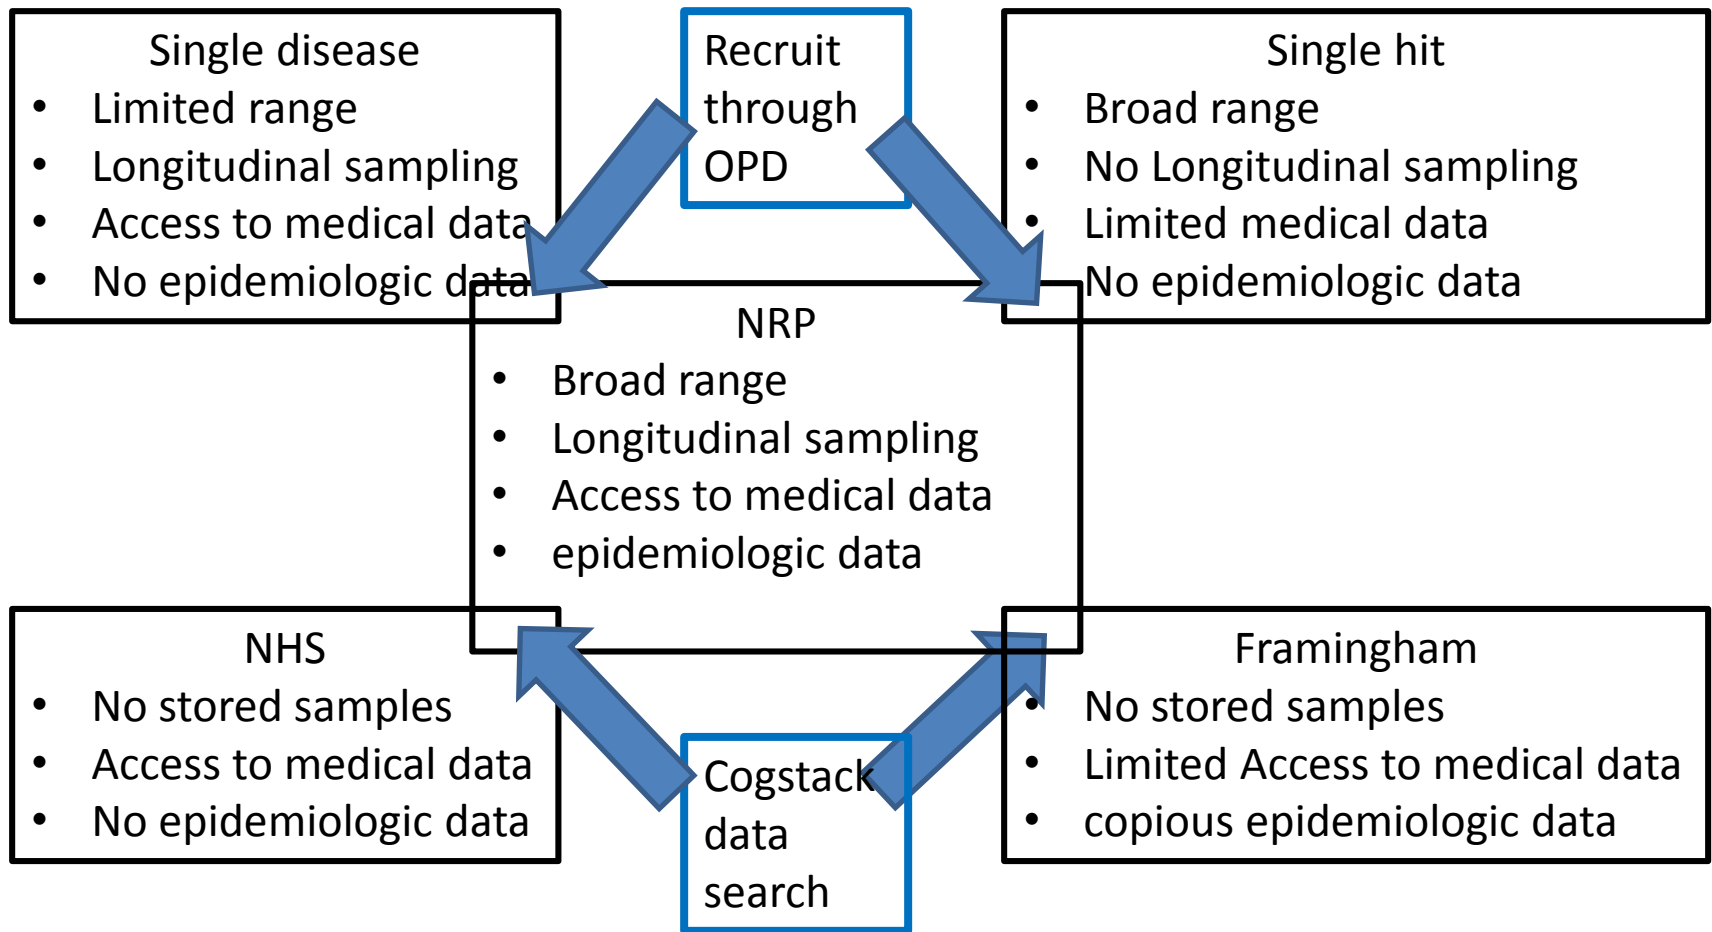 Single disease
• Limited range
• Longitudinal sampling
• Access to medical data
• No epidemiologic data
Recruit
through
OPD
Single hit
• Broad range
• No Longitudinal sampling
• Limited medical data
No epidemiologic data
NRP
• Broad range
• Longitudinal sampling
• Access to medical data
• epidemiologic data
NHS
• No stored samples
• Access to medical data
• No epidemiologic data
Cogstack
data
search
Framingham
• No stored samples
• Limited Access to medical data
• copious epidemiologic data